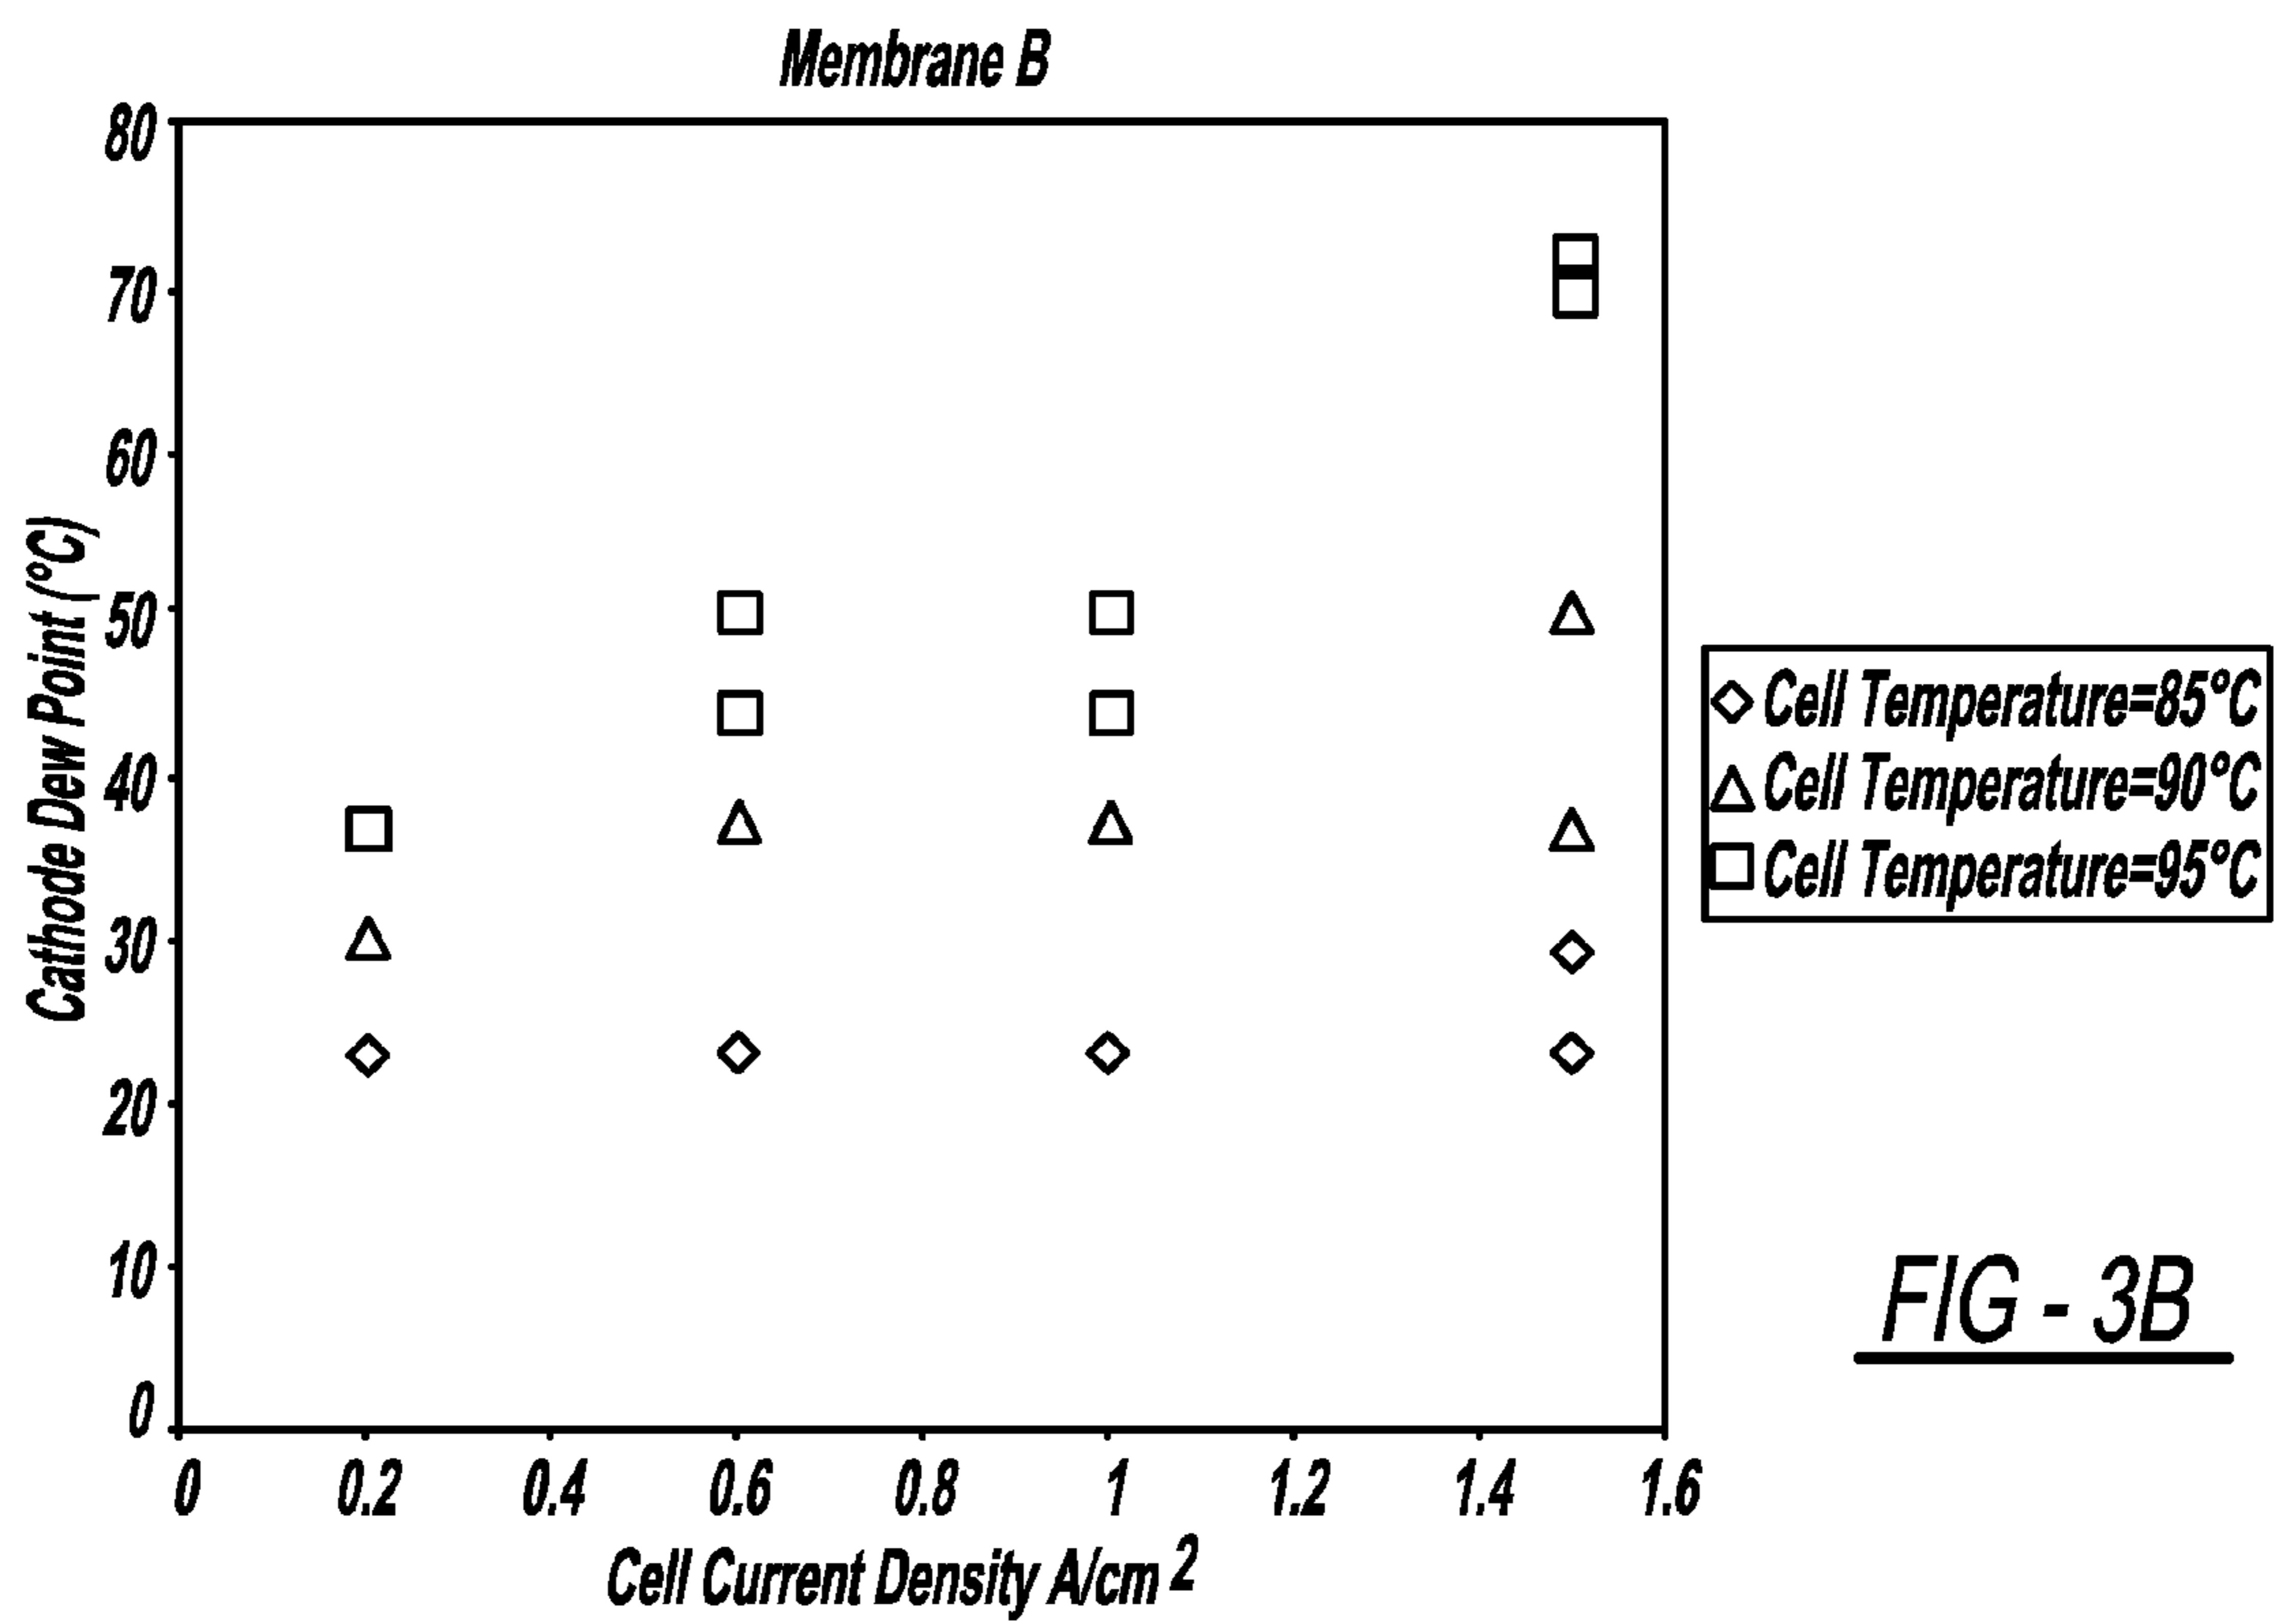 Membrane B
80
70
60
50
40
30
20
10
0
Cathode Dew Point (°C)
0 0.2 0.4 0.6 0.8 1 1.2 1.4 1.6
Cell Current Density A/cm 2
Cell Temperature=85°C
Cell Temperature=90°C
Cell Temperature=95°C
FIG - 3B